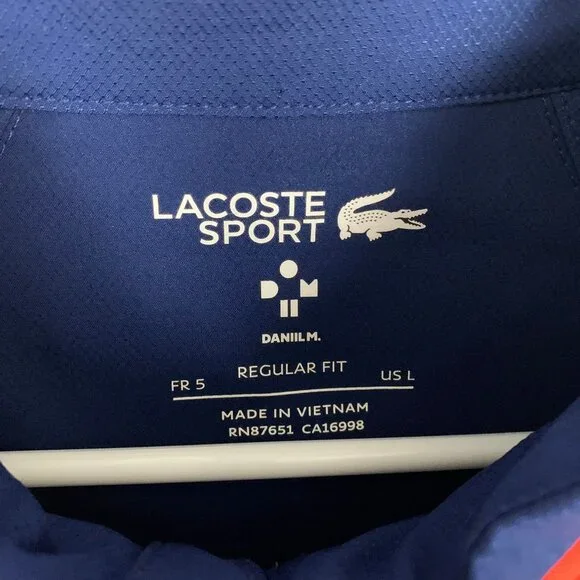 LACOSTE
SPORT
D M
DANIIL M.
REGULAR FIT
FR 5 US L
MADE IN VIETNAM
RN87651 CA16998